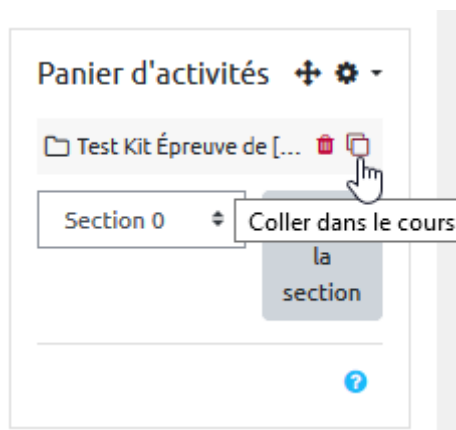 Panier d'activités
Test Kit Épreuve de [...
Section 0
Coller dans le cours
la
section